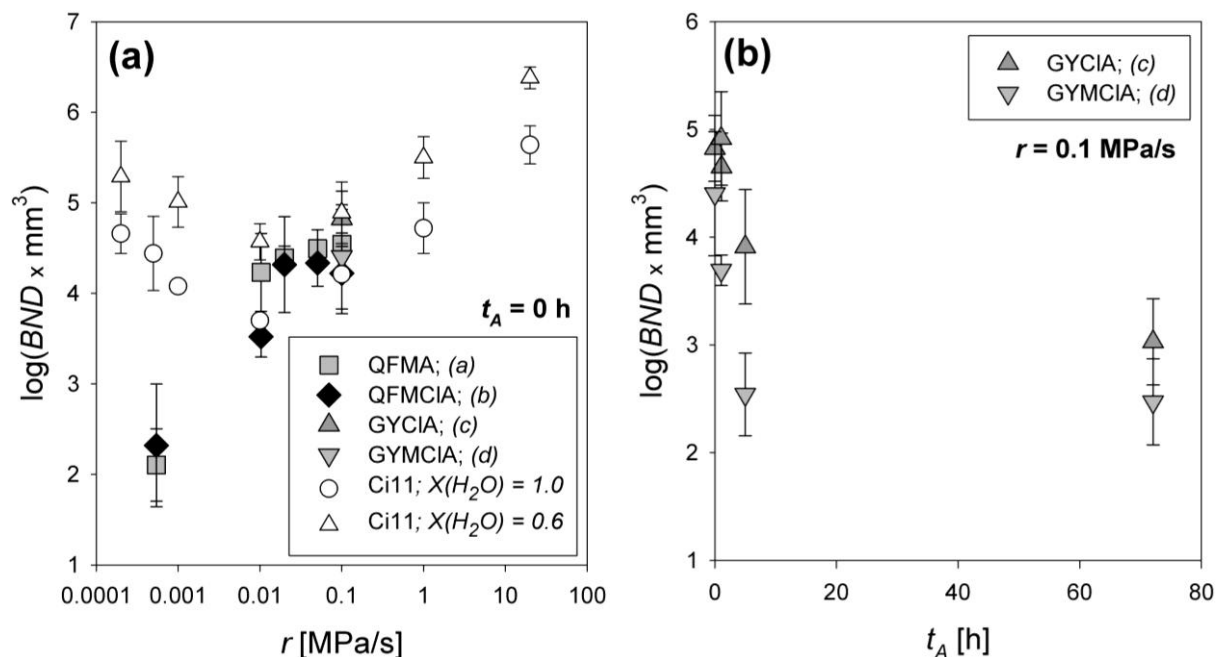 (a)
log(BND x mm³)
7
6
5
4
3
2
1
t_A = 0 h
QFMA; (a)
QFMClA; (b)
GYClA; (c)
GYMClA; (d)
Ci11; X(H₂O) = 1.0
Ci11; X(H₂O) = 0.6
0.0001 0.001 0.01 0.1 1 10 100
r [MPa/s]
(b)
log(BND x mm³)
6
5
4
3
2
1
GYClA; (c)
GYMClA; (d)
r = 0.1 MPa/s
0 20 40 60 80
t_A [h]